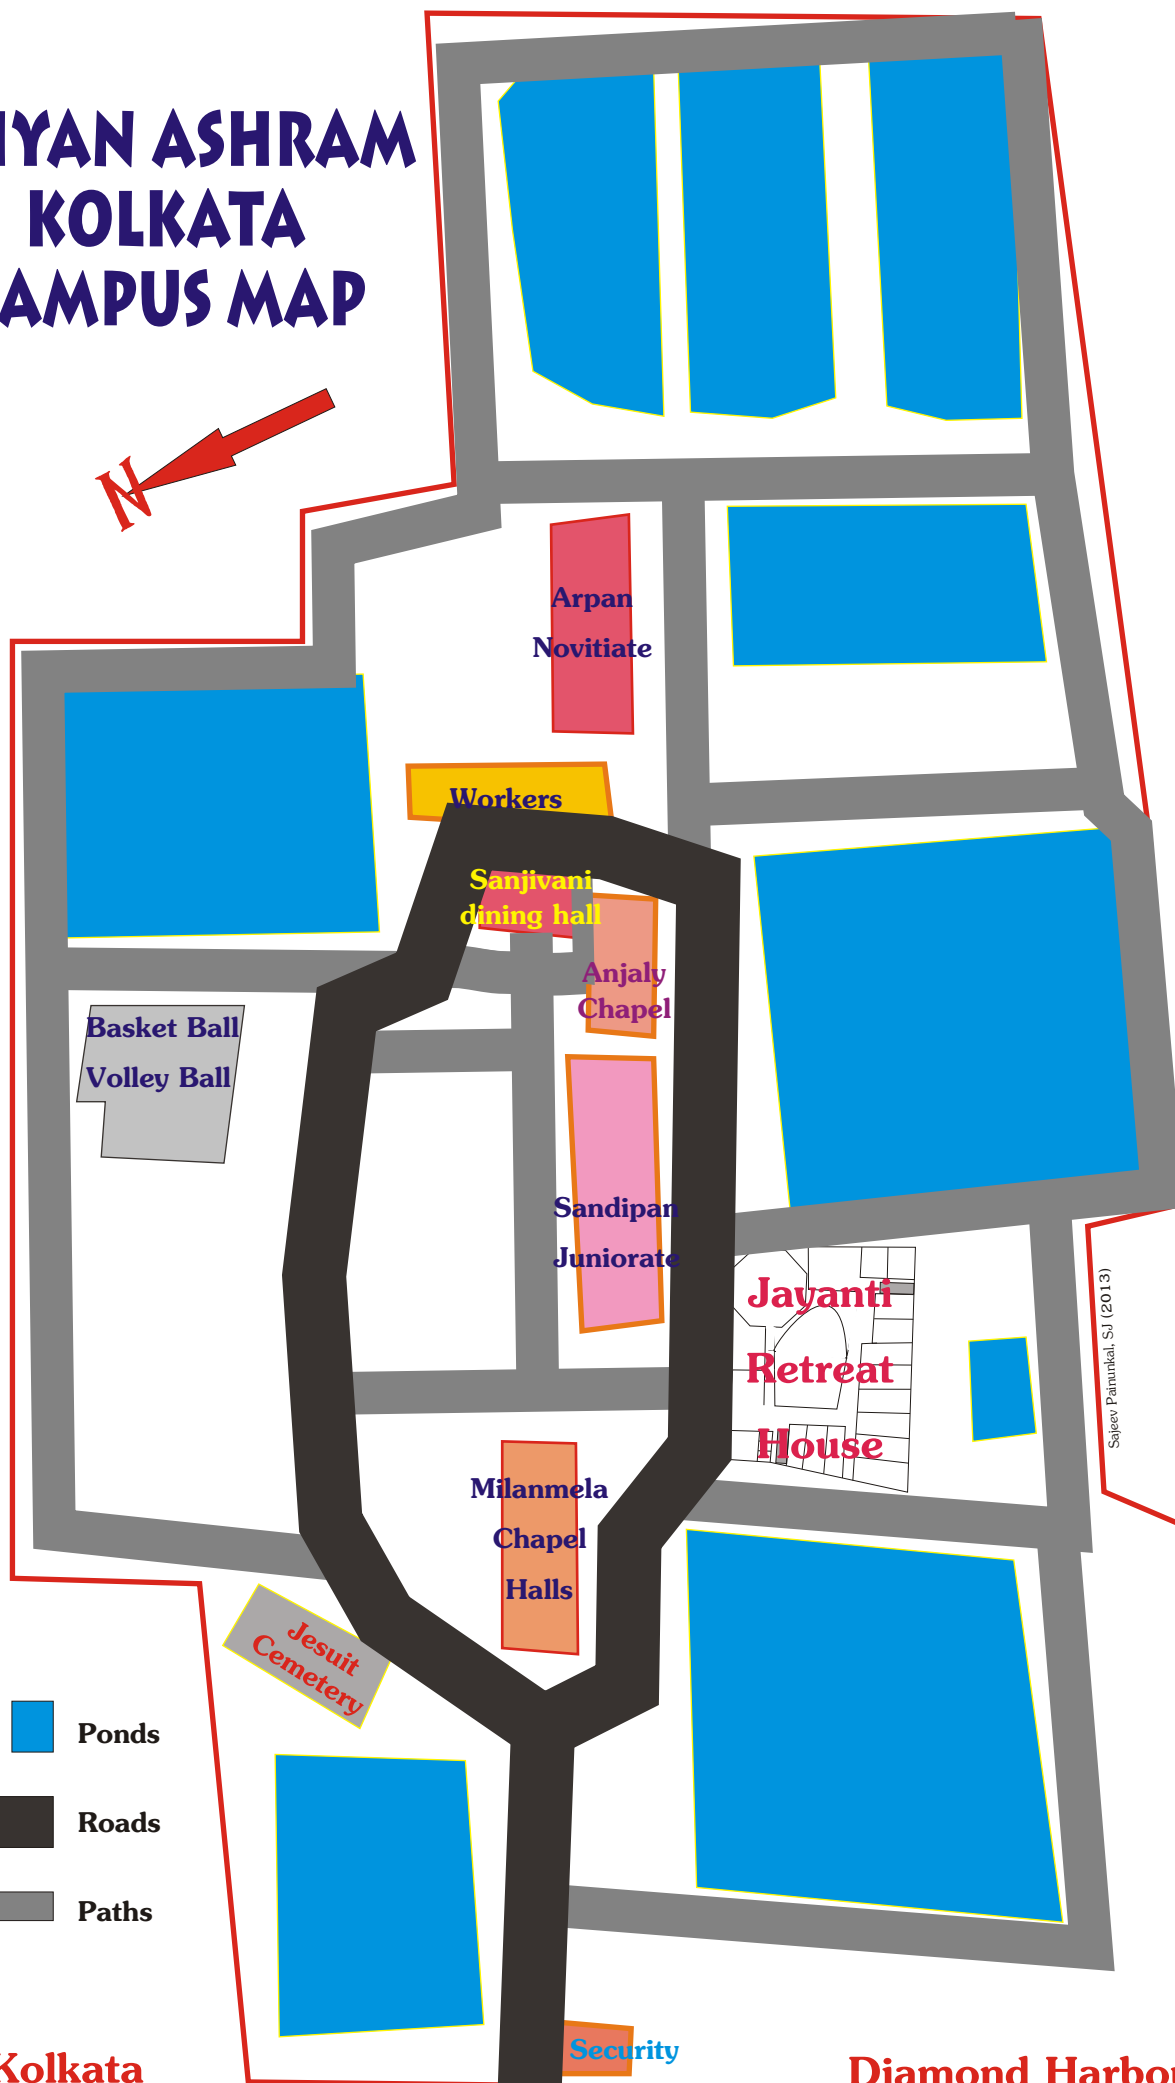 YAN ASHRAM
KOLKATA
AMPUS MAP
N
Arpan
Novitiate
Workers
Sanjivani
dining hall
Anjaly
Chapel
Basket Ball
Volley Ball
Sandipan
Juniorate
Jayanti
Retreat
House
Sajeev Painunkal, SJ (2013)
Milanmela
Chapel
Halls
Jesuit
Cemetery
Ponds
Roads
Paths
Security
Kolkata
Diamond Harbo